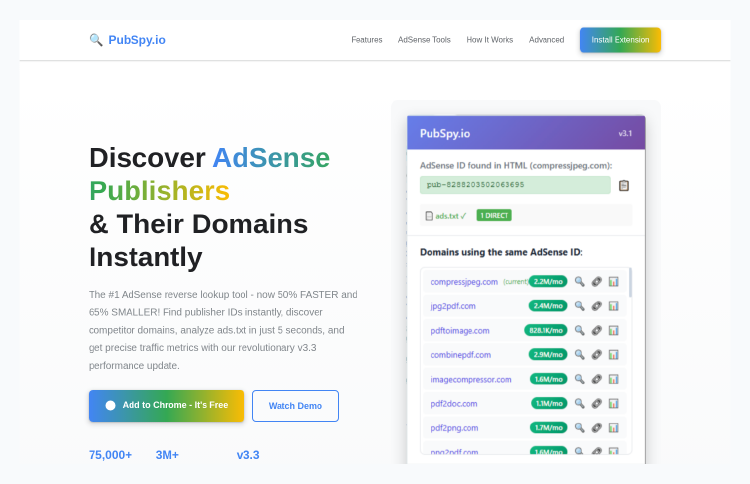 PubSpy.io
Features
AdSense Tools
How It Works
Advanced
Install Extension
Discover AdSense
Publishers
& Their Domains
Instantly
The #1 AdSense reverse lookup tool - now 50% FASTER and
65% SMALLER! Find publisher IDs instantly, discover
competitor domains, analyze ads.txt in just 5 seconds, and
get precise traffic metrics with our revolutionary v3.3
performance update.
Add to Chrome - It's Free
Watch Demo
75,000+
3M+
v3.3
PubSpy.io
v3.1
AdSense ID found in HTML (compressjpeg.com):
pub-8288203502063695
ads.txt ✓
1 DIRECT
Domains using the same AdSense ID:
compressjpeg.com (current) 2.2M/mo
jpg2pdf.com 2.4M/mo
pdftoimage.com 828.1K/mo
combinepdf.com 2.9M/mo
imagecompressor.com 1.6M/mo
pdf2doc.com 1.1M/mo
pdf2png.com 1.7M/mo
png2pdf.com 1.6M/mo